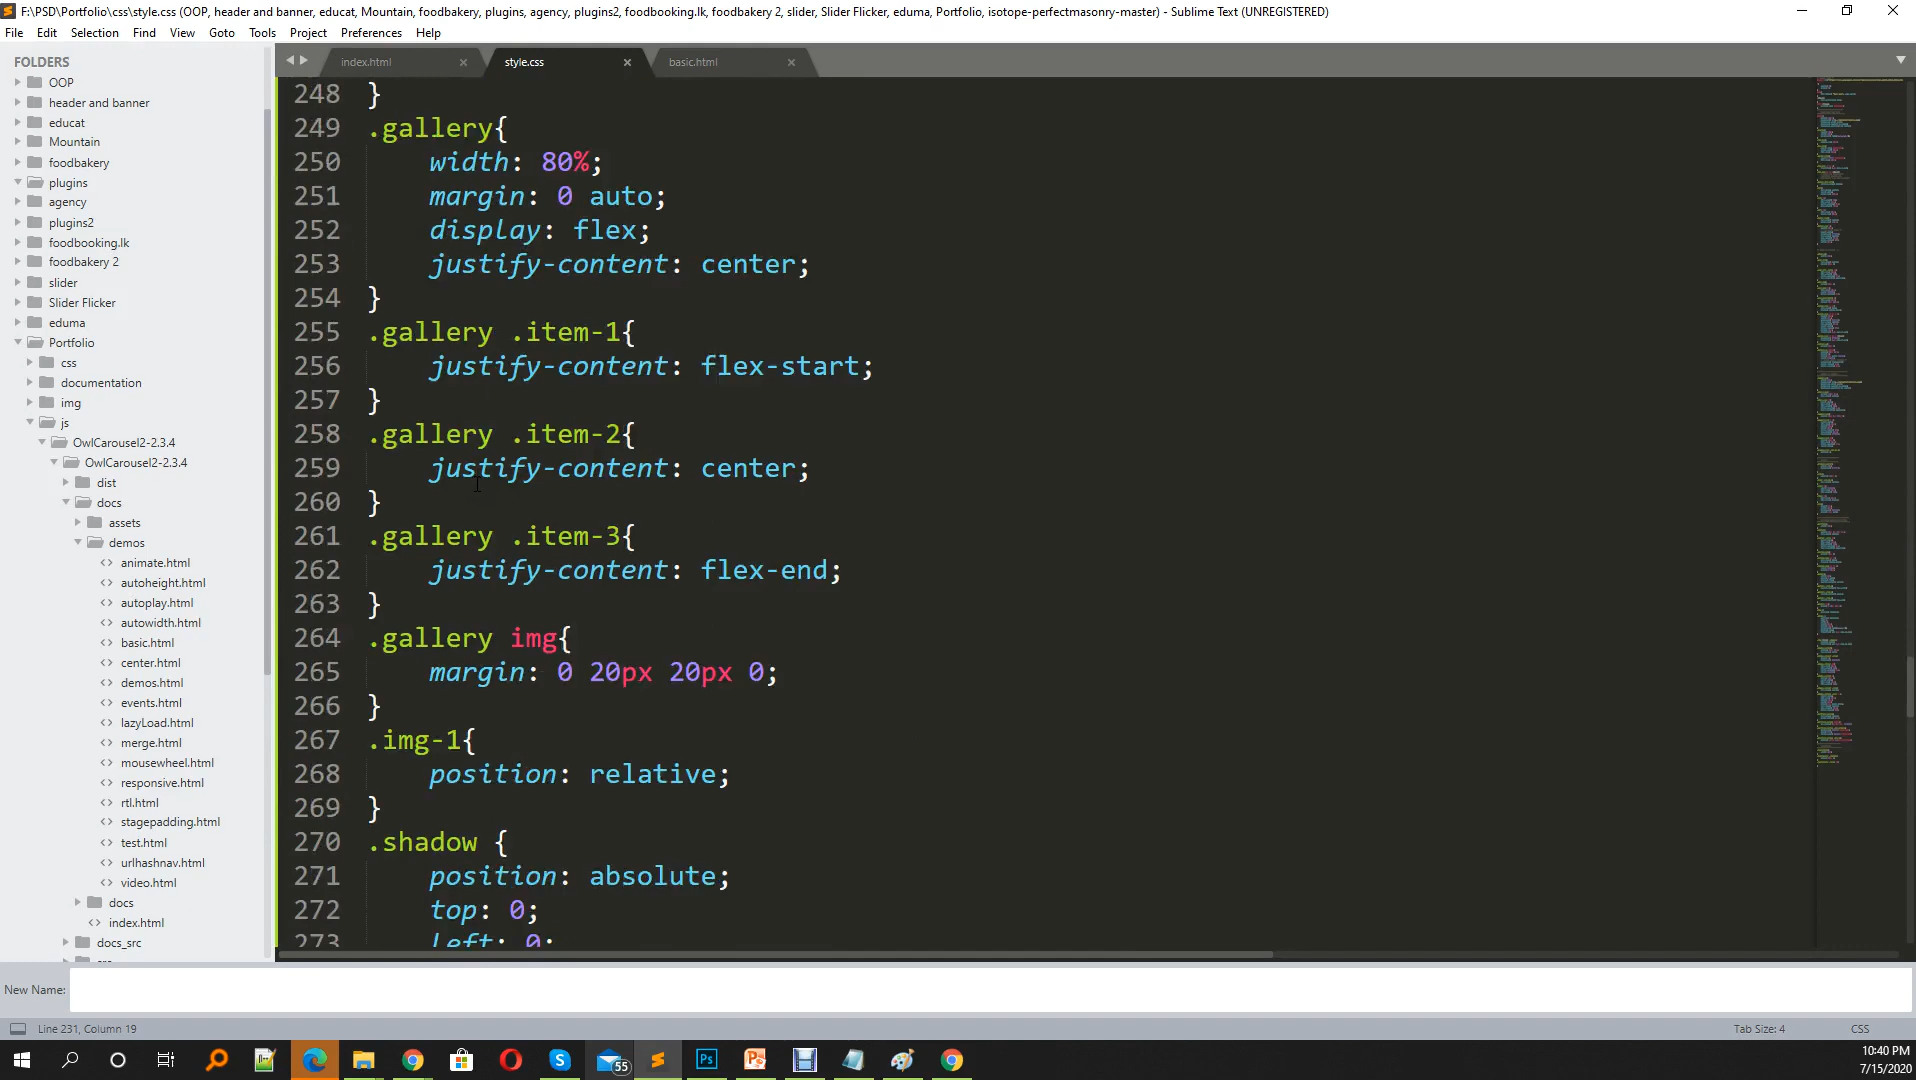 F:\PSD\Portfolio\css\style.css (OOP, header and banner, educat, Mountain, foodbakery, plugins, agency, plugins2, foodbooking.lk, foodbakery 2, slider, Slider Flicker, eduma, Portfolio, isotope-perfectmasonry-master) - Sublime Text (UNREGISTERED)
File Edit Selection Find View Goto Tools Project Preferences Help
FOLDERS
OOP
header and banner
educat
Mountain
foodbakery
plugins
agency
plugins2
foodbooking.lk
foodbakery 2
slider
Slider Flicker
eduma
Portfolio
css
documentation
img
js
OwlCarousel2-2.3.4
OwlCarousel2-2.3.4
dist
docs
assets
demos
animate.html
autoheight.html
autoplay.html
autowidth.html
basic.html
center.html
demos.html
events.html
lazyLoad.html
merge.html
mousewheel.html
responsive.html
rtl.html
stagepadding.html
test.html
urlhashnav.html
video.html
docs
index.html
docs_src
index.html style.css basic.html
248 }
249 .gallery{
250 width: 80%;
251 margin: 0 auto;
252 display: flex;
253 justify-content: center;
254 }
255 .gallery .item-1{
256 justify-content: flex-start;
257 }
258 .gallery .item-2{
259 justify-content: center;
260 }
261 .gallery .item-3{
262 justify-content: flex-end;
263 }
264 .gallery img{
265 margin: 0 20px 20px 0;
266 }
267 .img-1{
268 position: relative;
269 }
270 .shadow {
271 position: absolute;
272 top: 0;
273 left: 0;
New Name:
Line 231, Column 19
Tab Size: 4
CSS
55
10:40 PM
7/15/2020